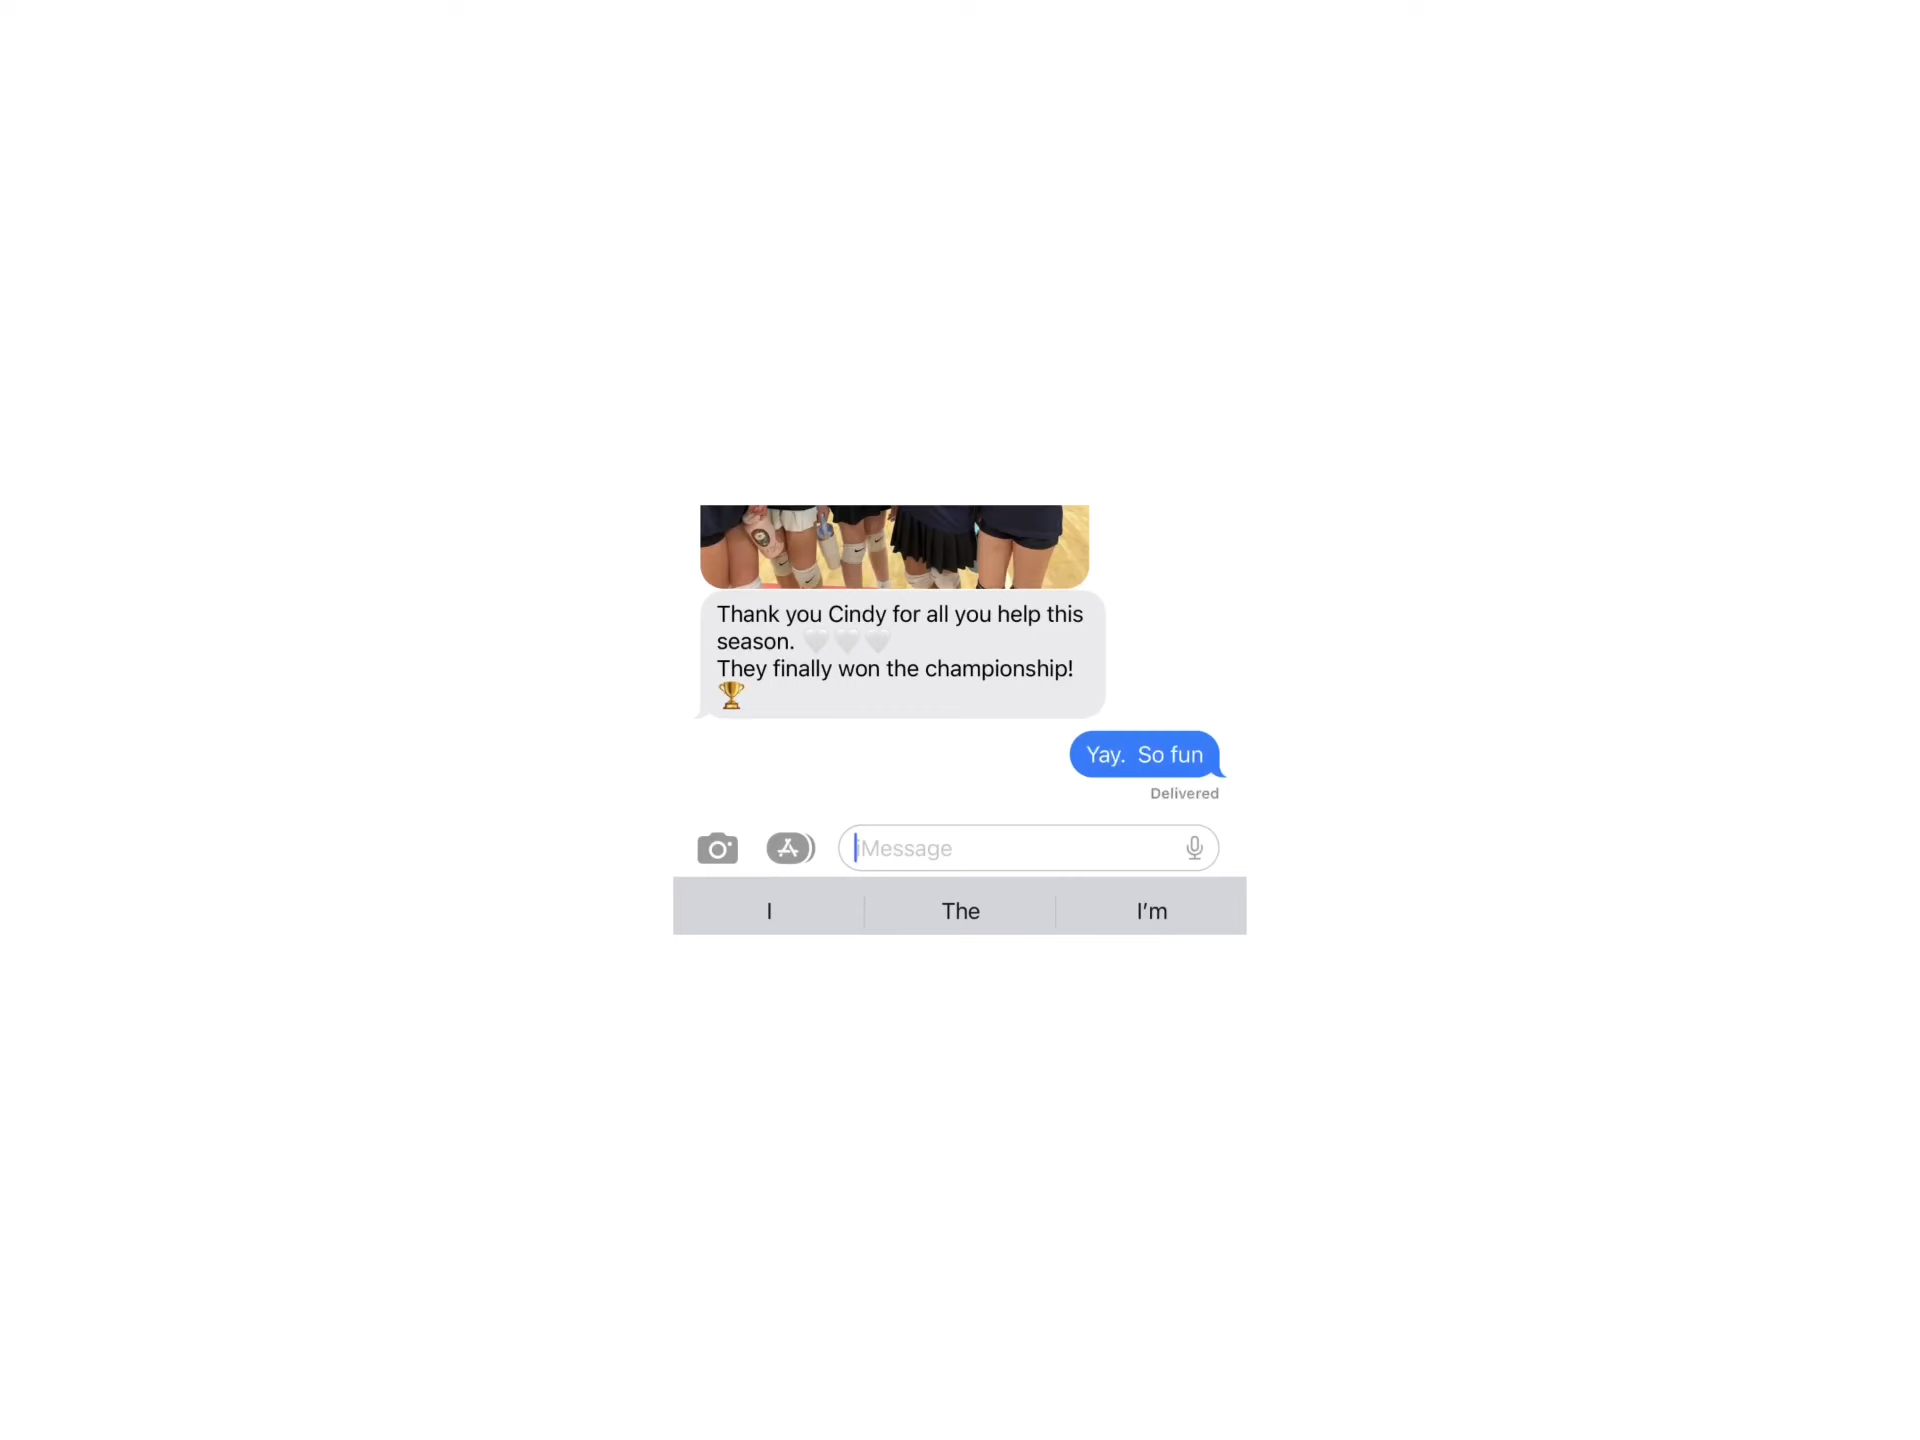 Thank you Cindy for all you help this
season. 🤍🤍🤍
They finally won the championship!
🏆
Yay.  So fun
Delivered
iMessage
I
The
I’m